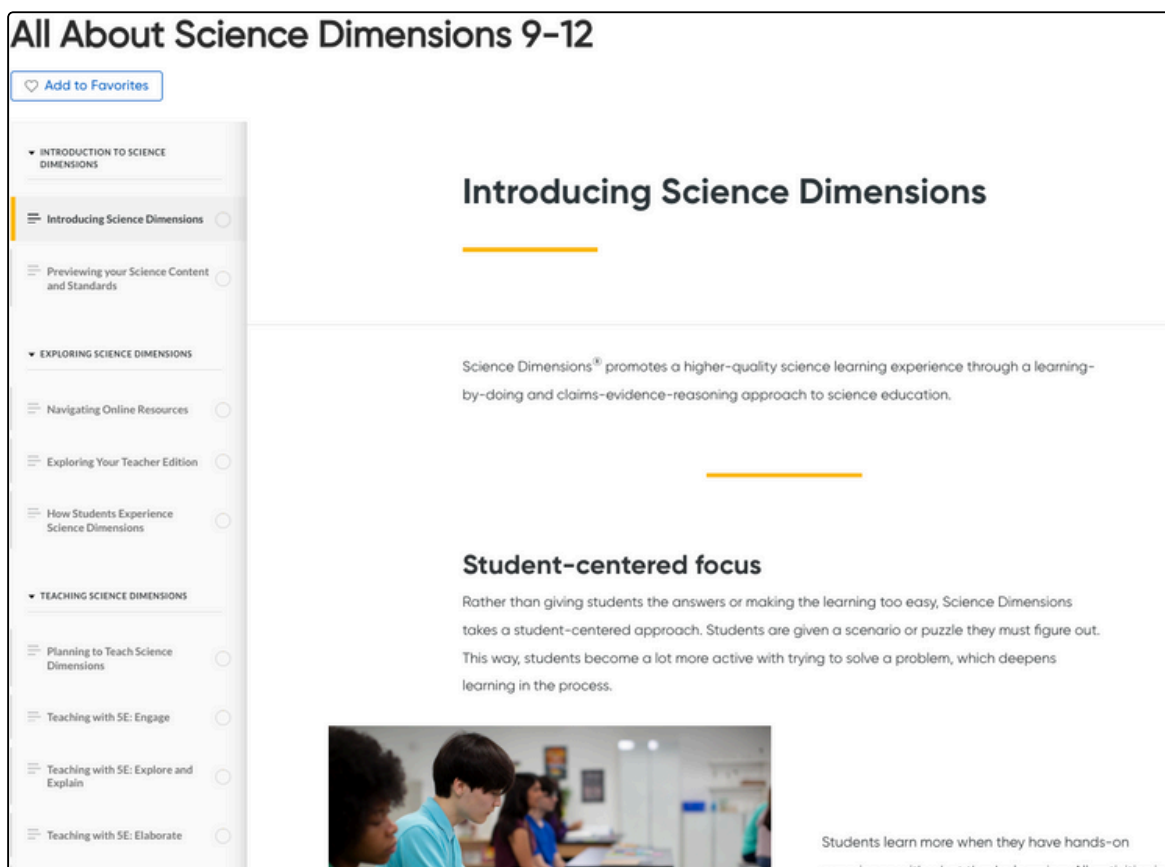 All About Science Dimensions 9–12
Add to Favorites
INTRODUCTION TO SCIENCE
DIMENSIONS
Introducing Science Dimensions
Previewing your Science Content
and Standards
EXPLORING SCIENCE DIMENSIONS
Navigating Online Resources
Exploring Your Teacher Edition
How Students Experience
Science Dimensions
TEACHING SCIENCE DIMENSIONS
Planning to Teach Science
Dimensions
Teaching with 5E: Engage
Teaching with 5E: Explore and
Explain
Teaching with 5E: Elaborate
Introducing Science Dimensions
Science Dimensions® promotes a higher-quality science learning experience through a learning-
by-doing and claims-evidence-reasoning approach to science education.
Student-centered focus
Rather than giving students the answers or making the learning too easy, Science Dimensions
takes a student-centered approach. Students are given a scenario or puzzle they must figure out.
This way, students become a lot more active with trying to solve a problem, which deepens
learning in the process.
Students learn more when they have hands-on